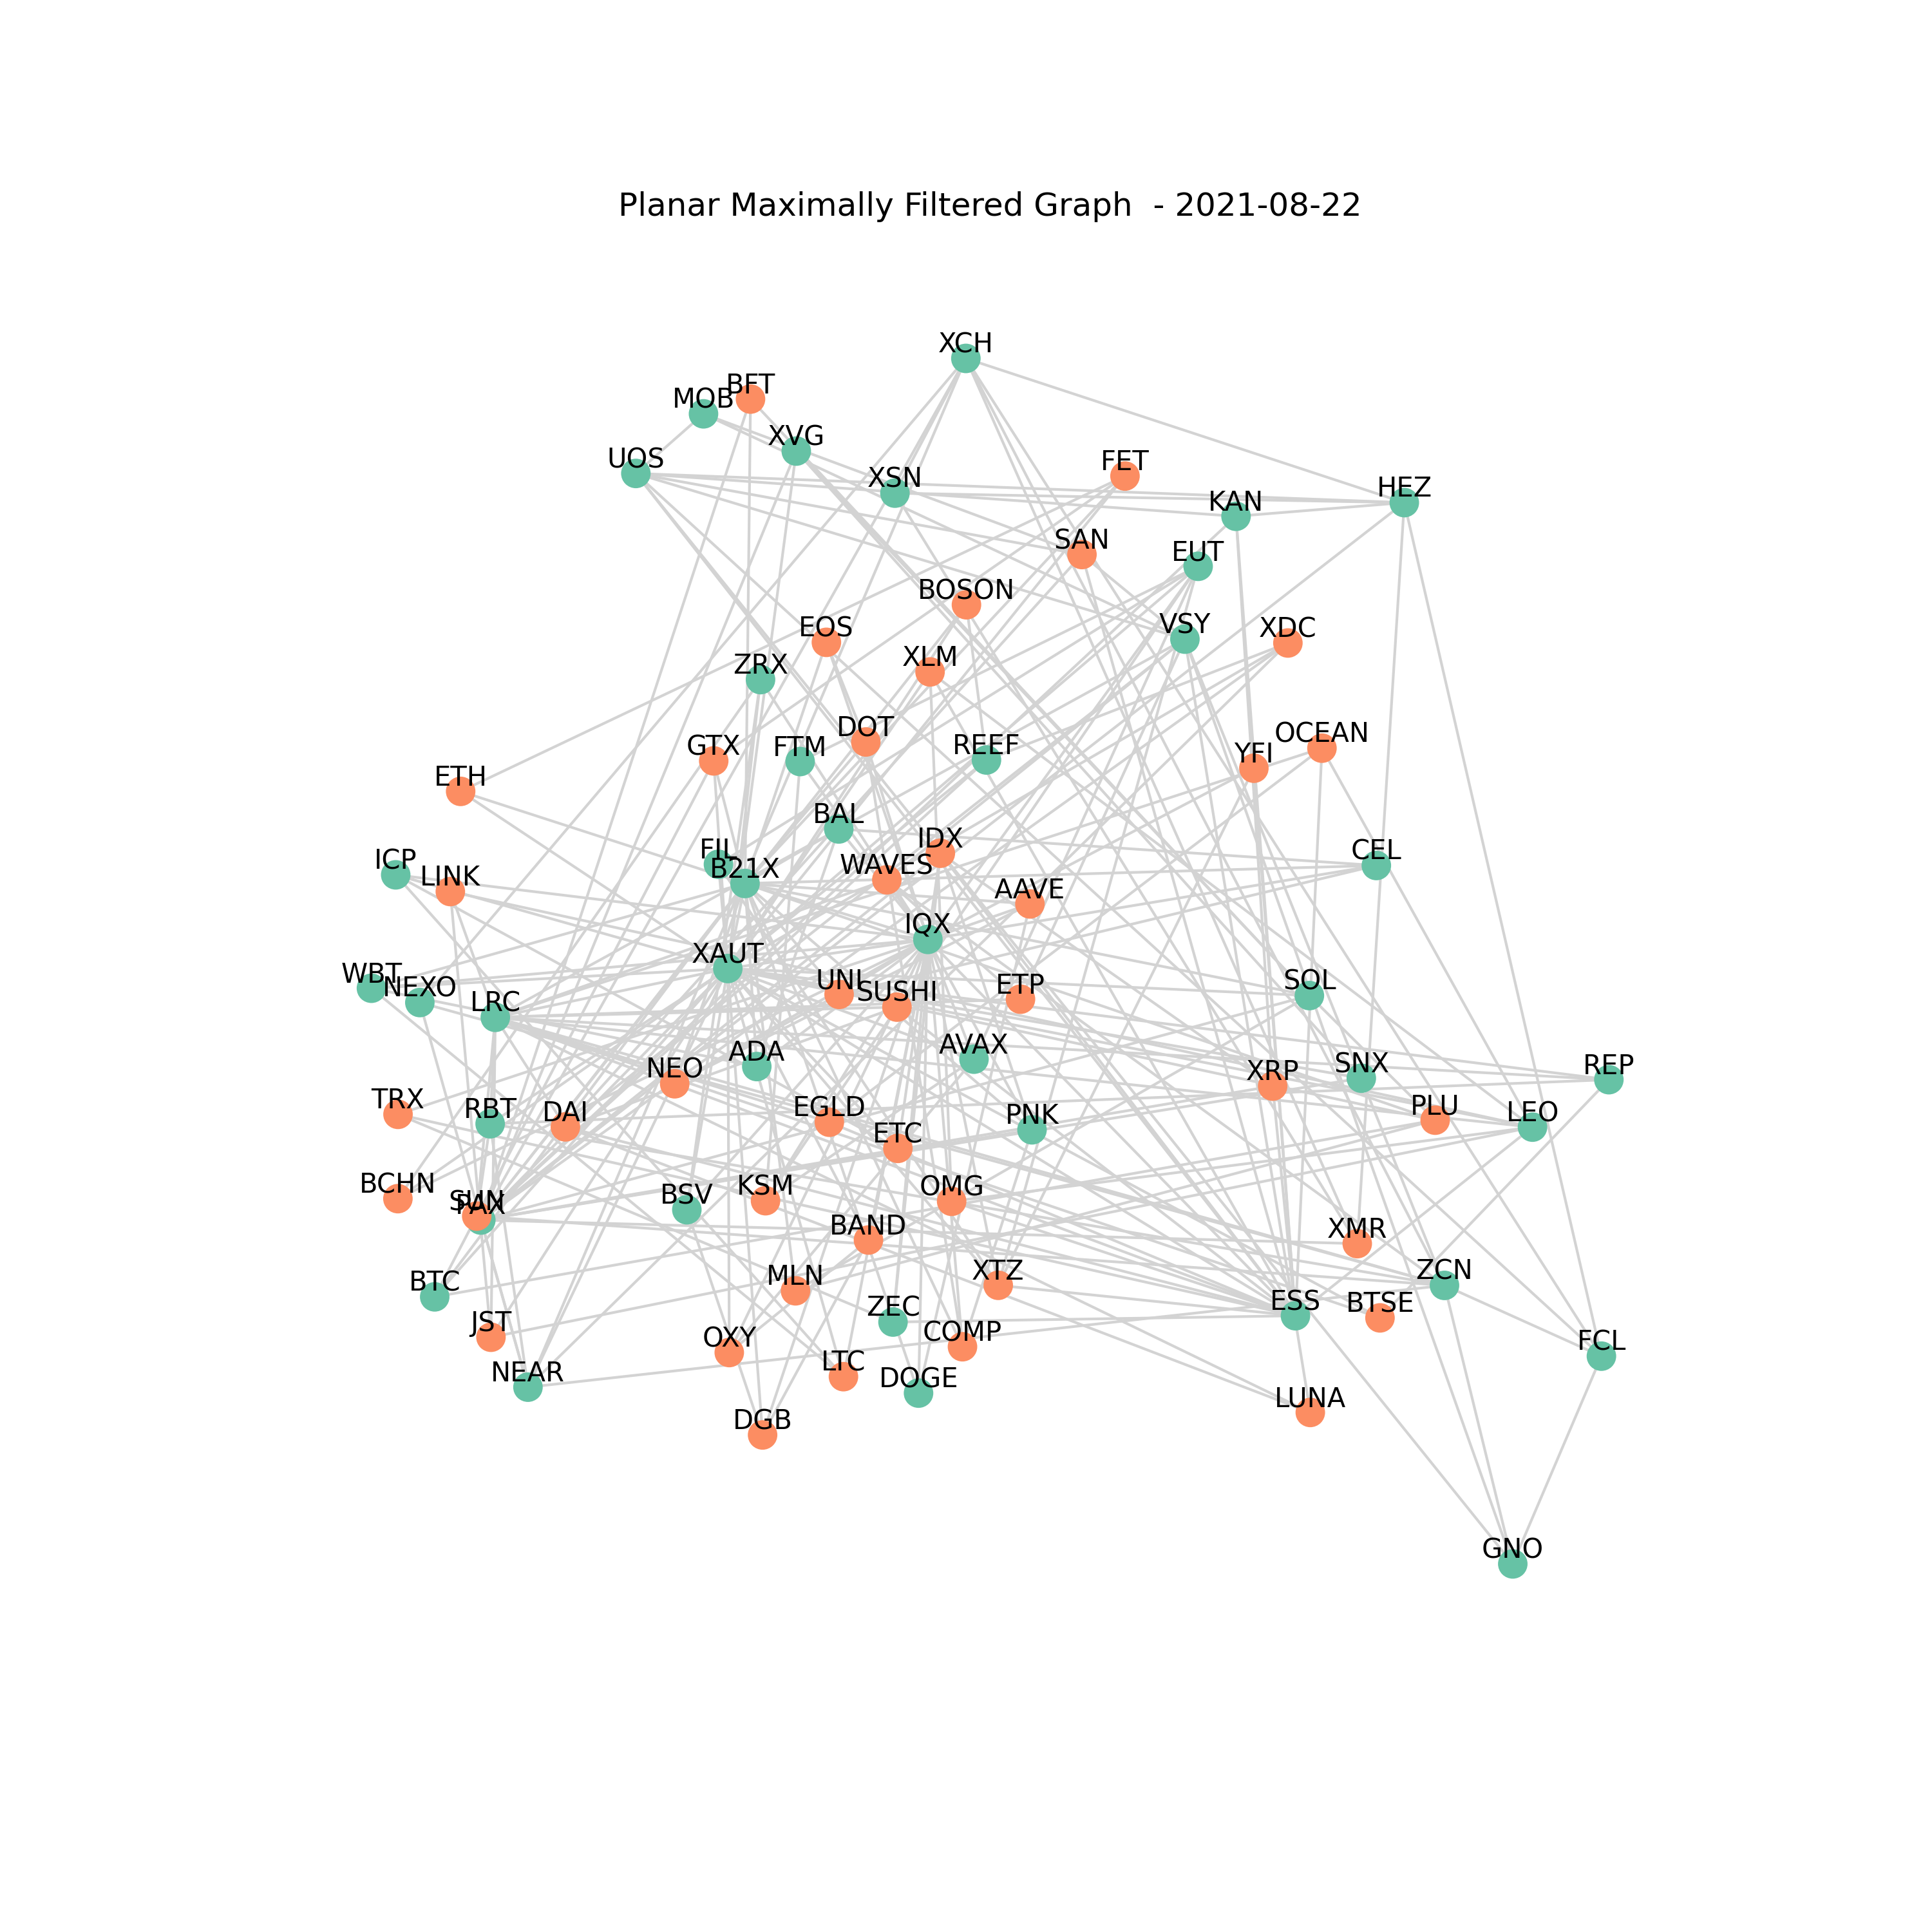 Planar Maximally Filtered Graph - 2021-08-22
XCH
BFT
MOB
XVG
UOS
XSN
FET
KAN
HEZ
SAN
EUT
BOSON
EOS
VSY
XDC
XLM
ZRX
GTX
FTM
DOT
REEF
YFI
OCEAN
ETH
BAL
IDX
FIL
B21X
WAVES
CEL
ICP
LINK
AAVE
IQX
XAUT
WBT
NEXO
LRC
UNI
SUSHI
ETP
SOL
ADA
AVAX
NEO
XRP
SNX
REP
TRX
RBT
DAI
EGLD
ETC
PNK
PLU
LEO
BCHN
SUN
PAX
BSV
KSM
OMG
BAND
XMR
BTC
MLN
XTZ
ZCN
JST
OXY
ZEC
COMP
ESS
BTSE
FCL
NEAR
LTC
DOGE
LUNA
DGB
GNO